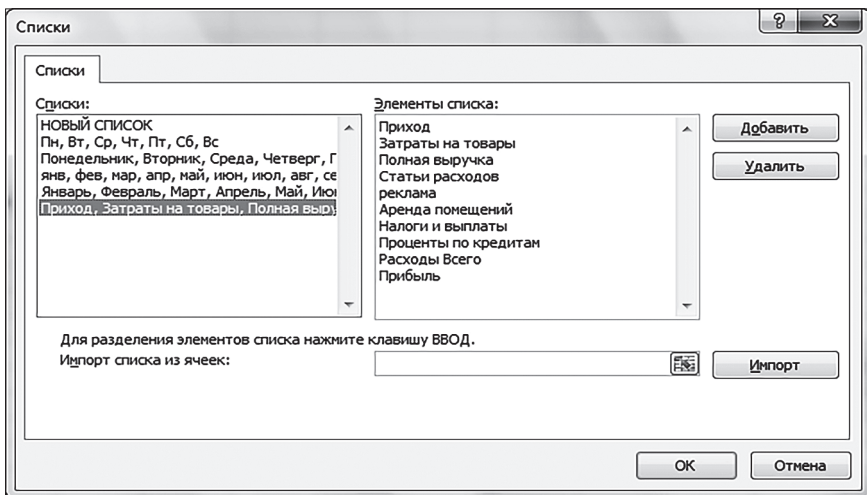 Списки
Списки
Списки:
НОВЫЙ СПИСОК
Пн, Вт, Ср, Чт, Пт, Сб, Вс
Понедельник, Вторник, Среда, Четверг, П
янв, фев, мар, апр, май, июн, июл, авг, се
Январь, Февраль, Март, Апрель, Май, Июн
Приход, Затраты на товары, Полная выру
Элементы списка:
Приход
Затраты на товары
Полная выручка
Статьи расходов
реклама
Аренда помещений
Налоги и выплаты
Проценты по кредитам
Расходы Всего
Прибыль
Добавить
Удалить
Для разделения элементов списка нажмите клавишу ВВОД.
Импорт списка из ячеек:
Импорт
ОК
Отмена